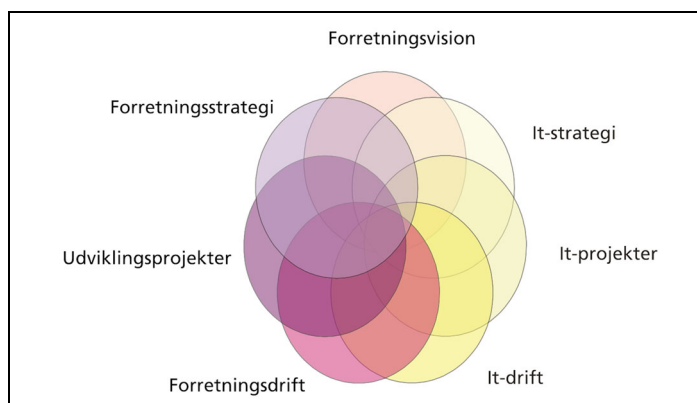 Forretningsvision
Forretningsstrategi
It-strategi
Udviklingsprojekter
It-projekter
Forretningsdrift
It-drift